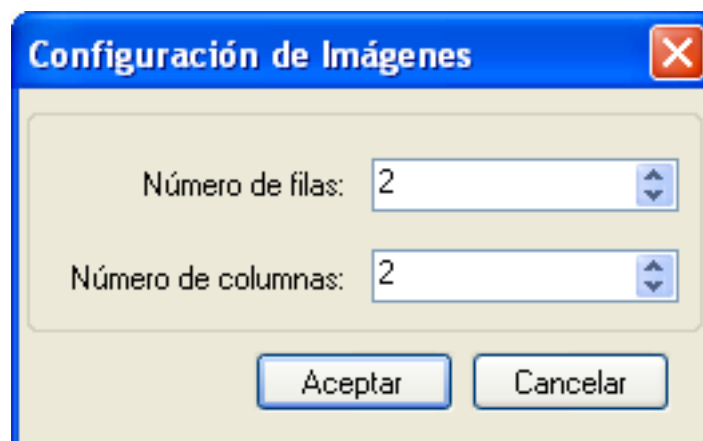 Configuración de Imágenes
Número de filas: 2
Número de columnas: 2
Aceptar Cancelar